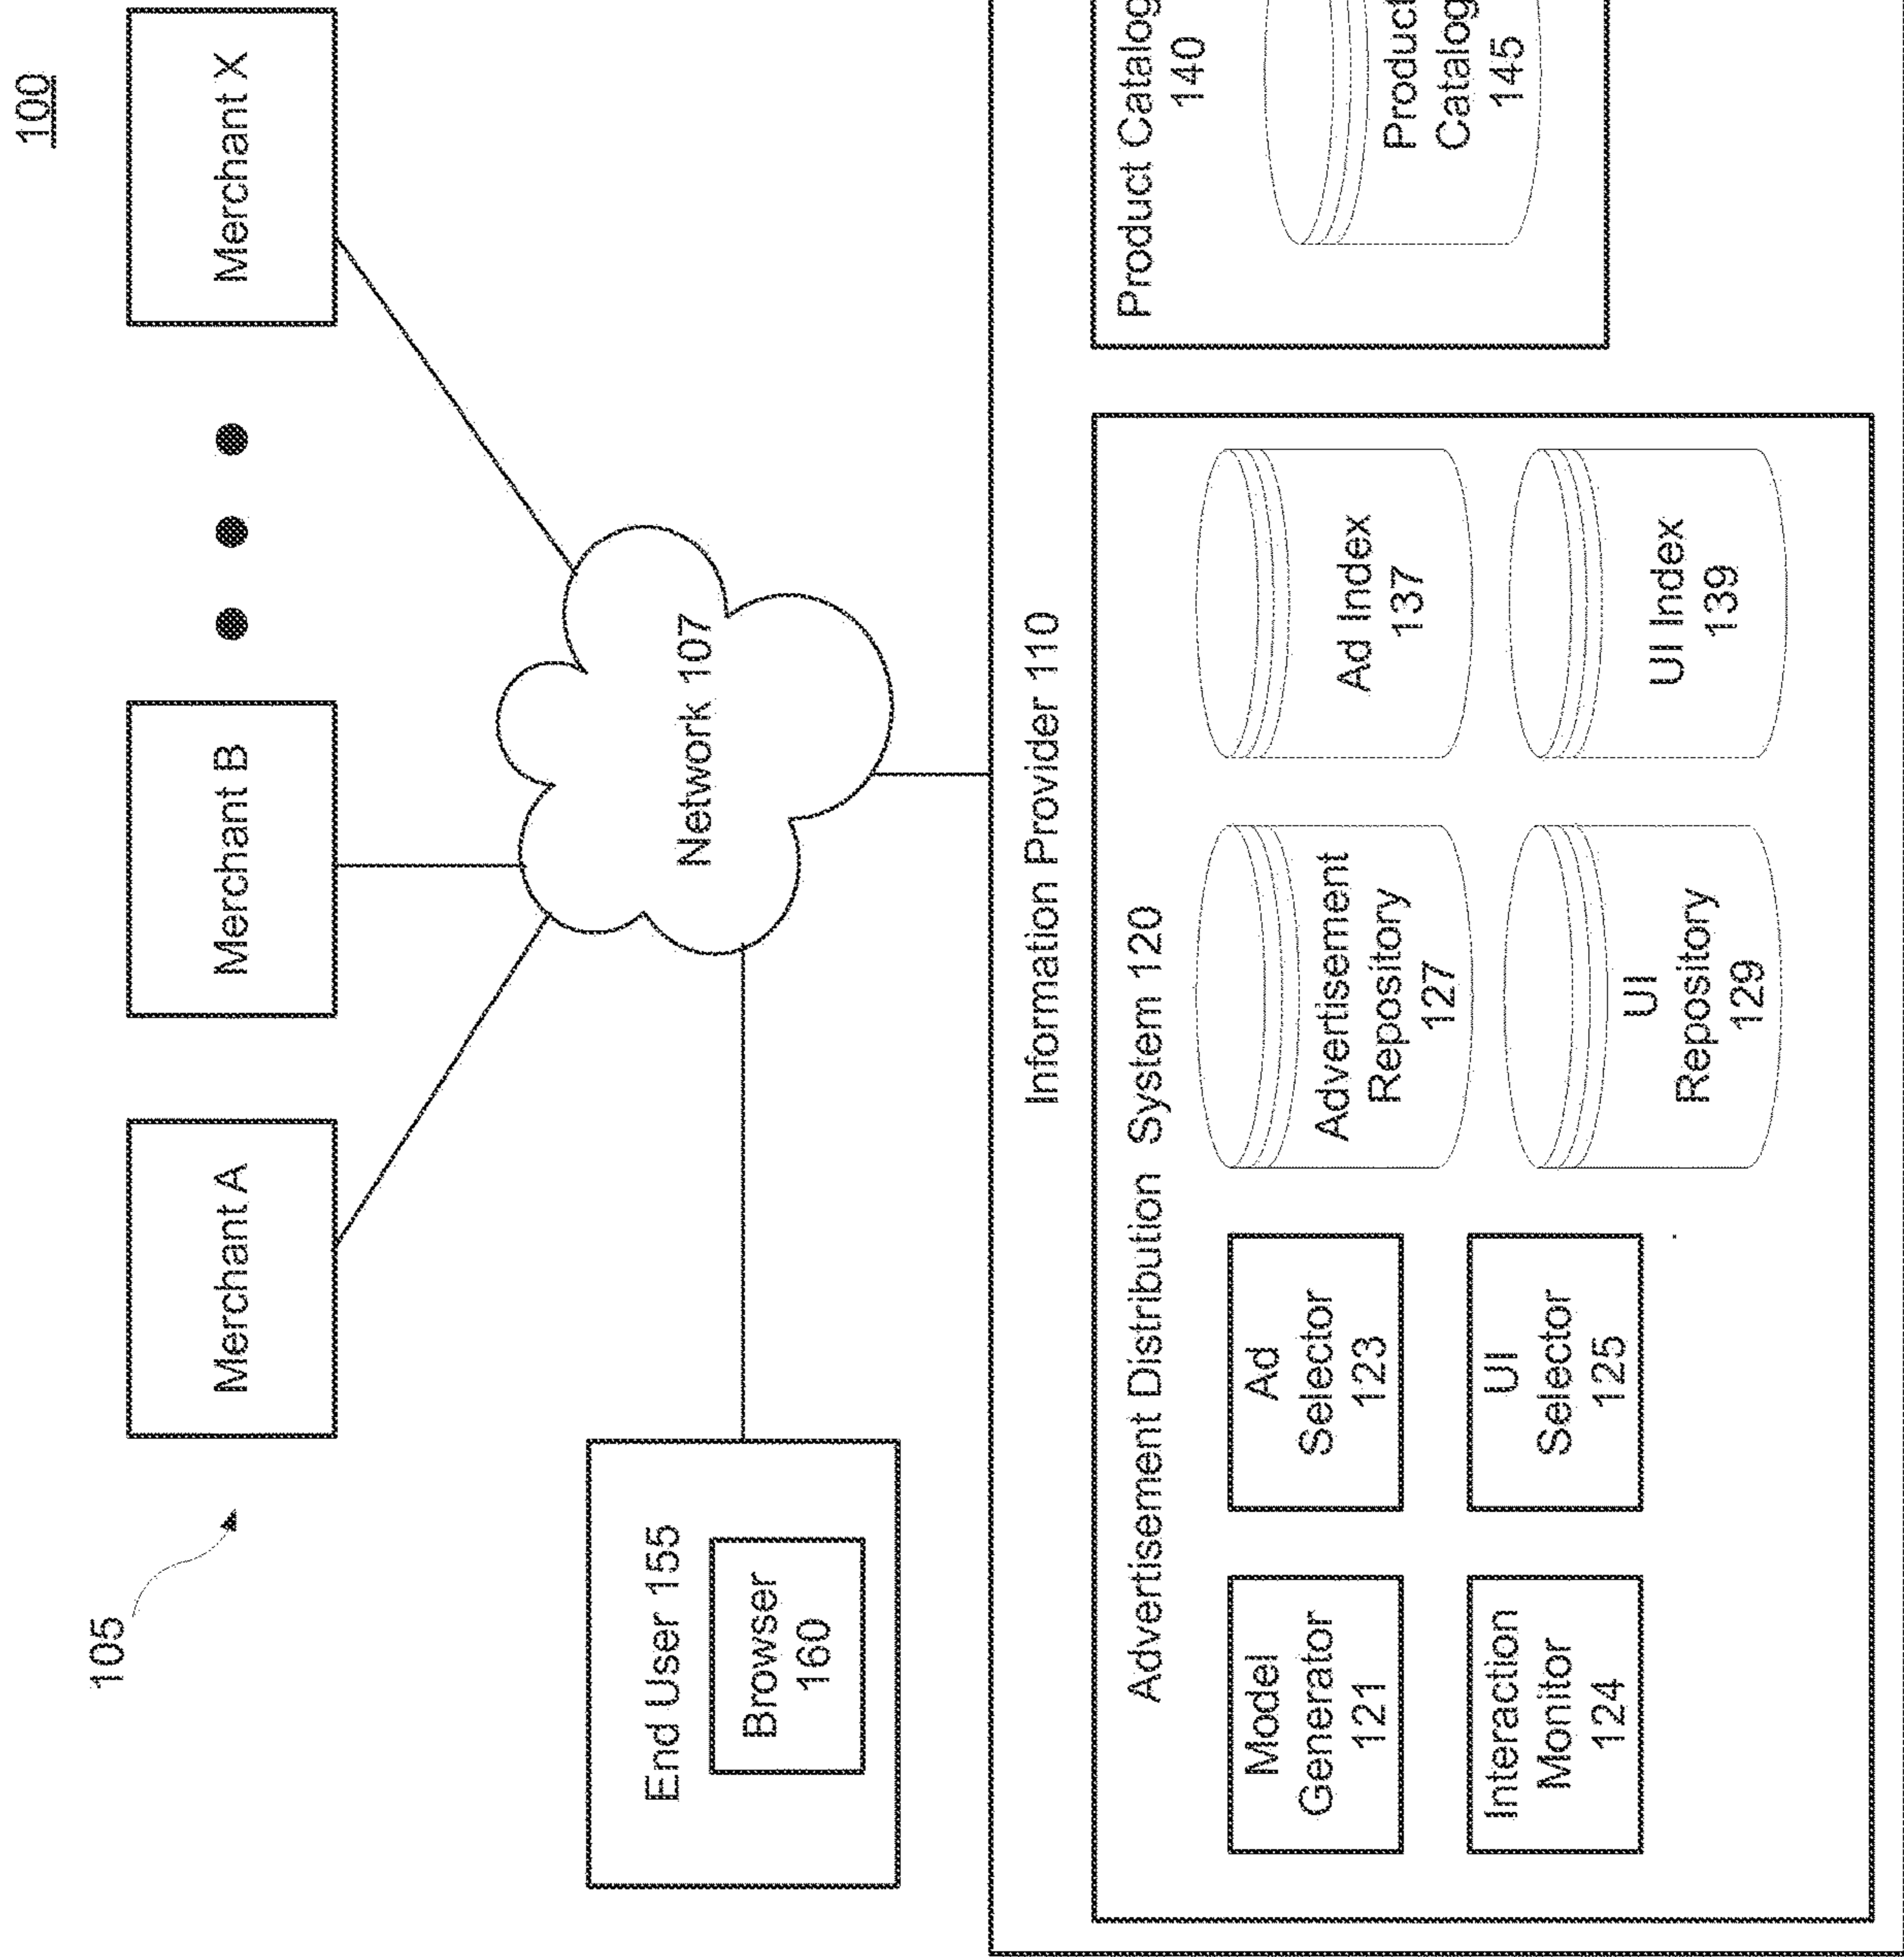 100
105
Merchant A
Merchant B
Merchant X
Network 107
End User 155
Browser
160
Information Provider 110
Advertisement Distribution System 120
Model
Generator
121
Ad
Selector
123
Interaction
Monitor
124
UI
Selector
125
Advertisement
Repository
127
Ad Index
137
UI
Repository
129
UI Index
139
Product Catalog
140
Product
Catalog
145